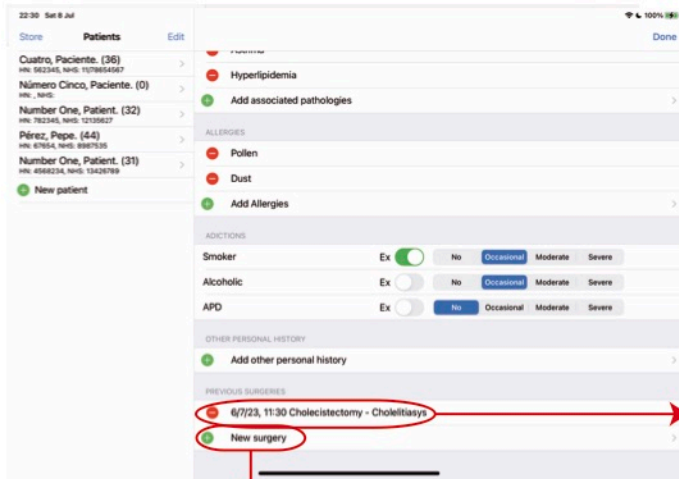 22:30 Sat 8 Jul
100%
Store Patients Edit
Cuatro, Paciente. (36)
HN: 562345, NHS: 11/78654567
Número Cinco, Paciente. (0)
HN: , NHS:
Number One, Patient. (32)
HN: 782345, NHS: 12135627
Pérez, Pepe. (44)
HN: 67654, NHS: 8987535
Number One, Patient. (31)
HN: 4568234, NHS: 13426789
New patient
Done
Hyperlipidemia
Add associated pathologies
ALLERGIES
Pollen
Dust
Add Allergies
ADICTIONS
Smoker Ex No Occasional Moderate Severe
Alcoholic Ex No Occasional Moderate Severe
APD Ex No Occasional Moderate Severe
OTHER PERSONAL HISTORY
Add other personal history
PREVIOUS SURGERIES
6/7/23, 11:30 Cholecistectomy - Cholelitiasys
New surgery